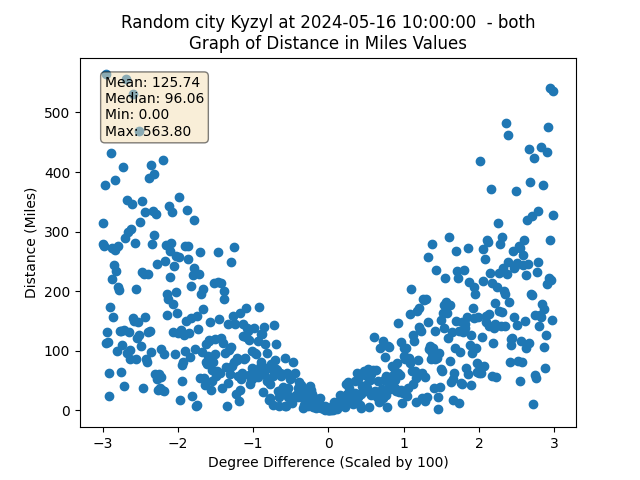 Random city Kyzyl at 2024-05-16 10:00:00  - both
Graph of Distance in Miles Values
Mean: 125.74
Median: 96.06
Min: 0.00
Max: 563.80
500
400
300
200
100
0
Distance (Miles)
−3
−2
−1
0
1
2
3
Degree Difference (Scaled by 100)